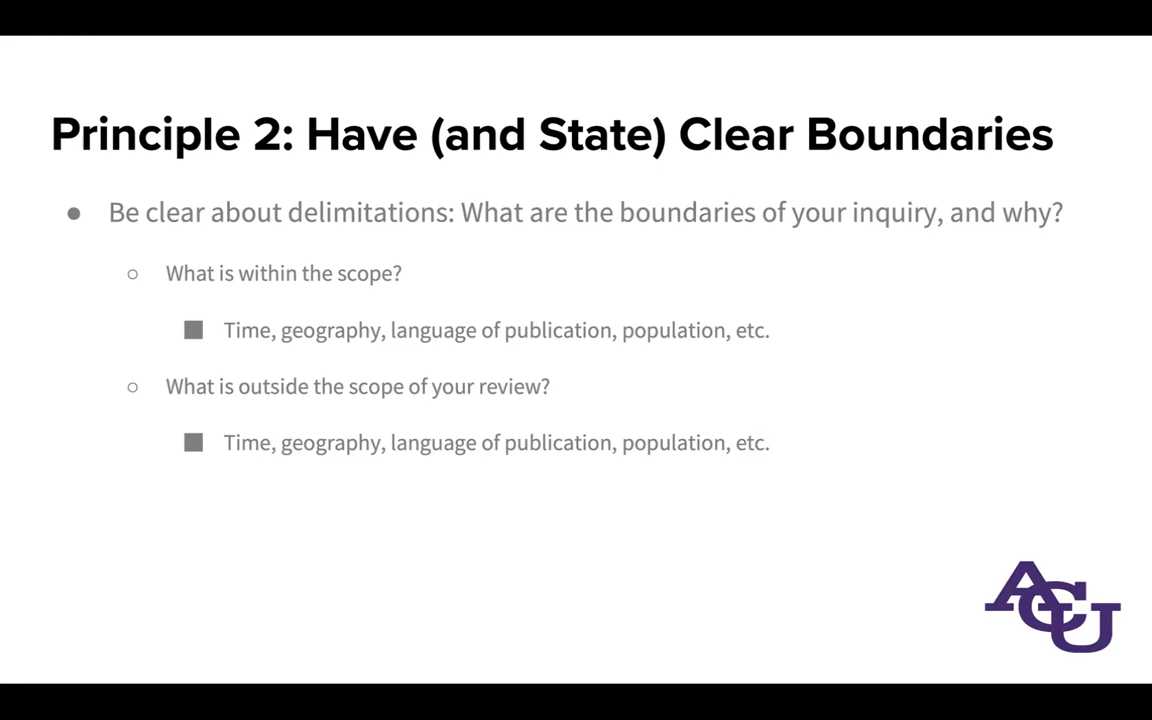 Principle 2: Have (and State) Clear Boundaries
● Be clear about delimitations: What are the boundaries of your inquiry, and why?
○ What is within the scope?
■ Time, geography, language of publication, population, etc.
○ What is outside the scope of your review?
■ Time, geography, language of publication, population, etc.
ACU